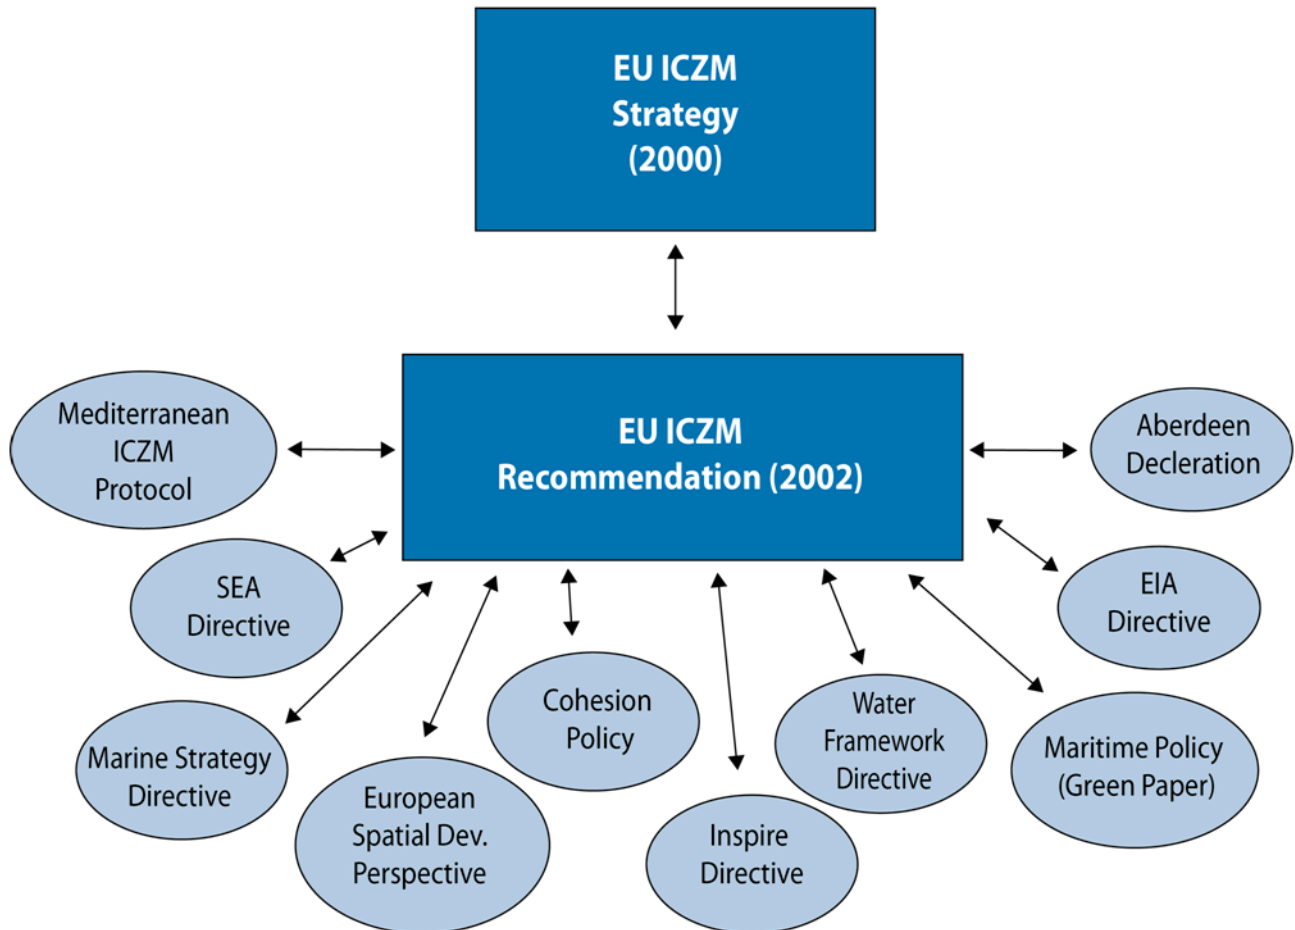 EU ICZM
Strategy
(2000)
EU ICZM
Recommendation (2002)
Mediterranean
ICZM
Protocol
Aberdeen
Decleration
SEA
Directive
EIA
Directive
Marine Strategy
Directive
European
Spatial Dev.
Perspective
Cohesion
Policy
Inspire
Directive
Water
Framework
Directive
Maritime Policy
(Green Paper)